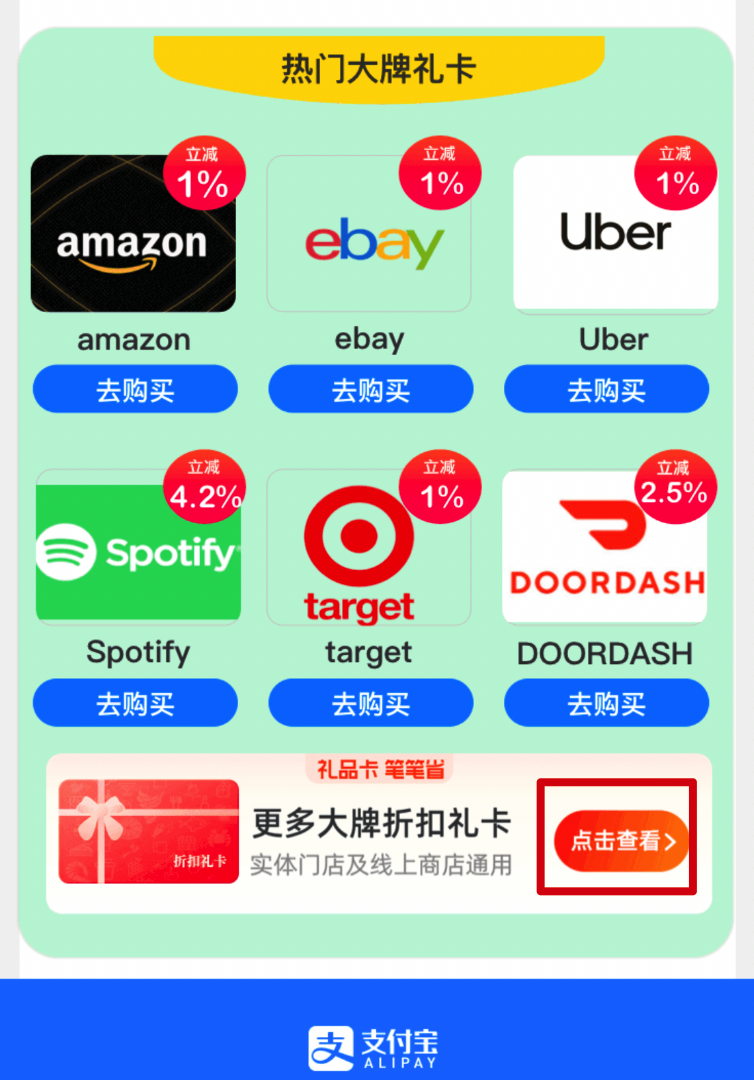 热门大牌礼卡
立减
1%
立减
1%
立减
1%
amazon
ebay
Uber
amazon
ebay
Uber
去购买
去购买
去购买
立减
4.2%
立减
1%
立减
2.5%
Spotify
target
DOORDASH
Spotify
target
DOORDASH
去购买
去购买
去购买
礼品卡 笔笔省
折扣礼卡
更多大牌折扣礼卡
实体门店及线上商店通用
点击查看>
支 支付宝
ALIPAY